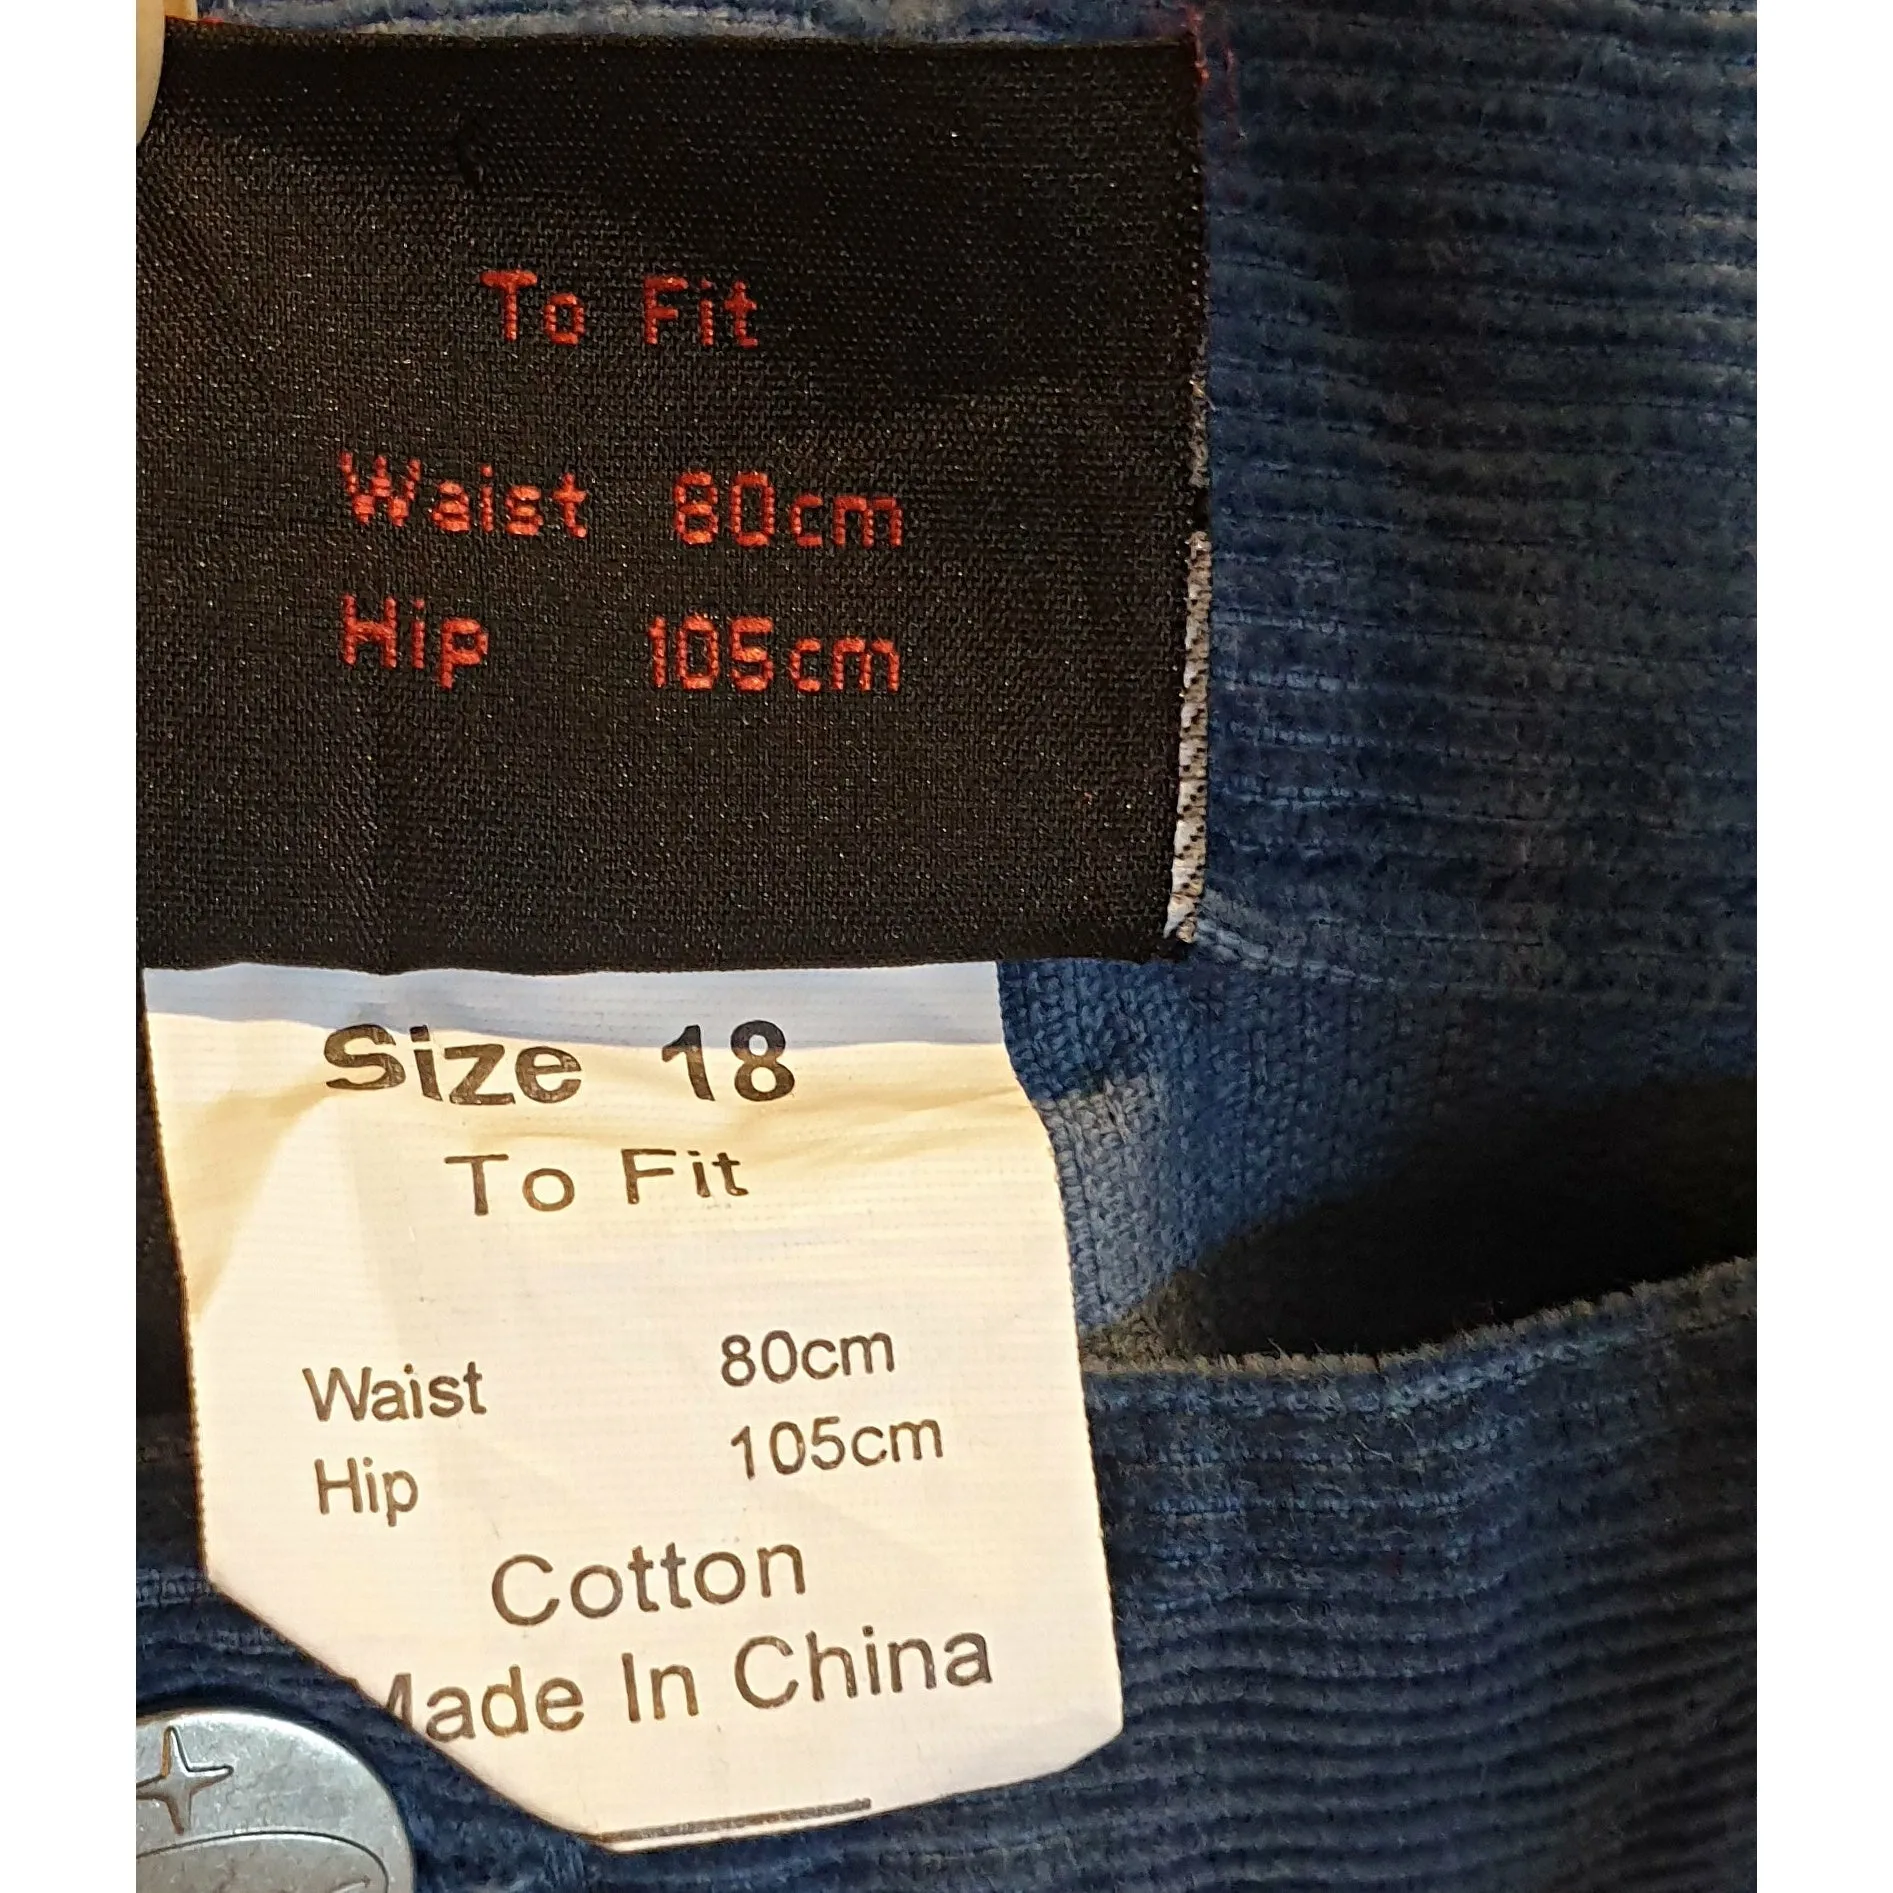 To Fit
Waist 80cm
Hip 105cm
Size 18
To Fit
Waist 80cm
Hip 105cm
Cotton
Made In China